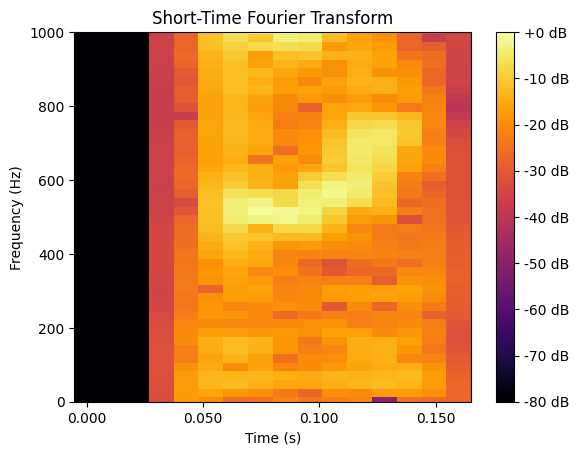 Short-Time Fourier Transform
1000
800
600
400
200
0
Frequency (Hz)
0.000
0.050
0.100
0.150
Time (s)
+0 dB
-10 dB
-20 dB
-30 dB
-40 dB
-50 dB
-60 dB
-70 dB
-80 dB